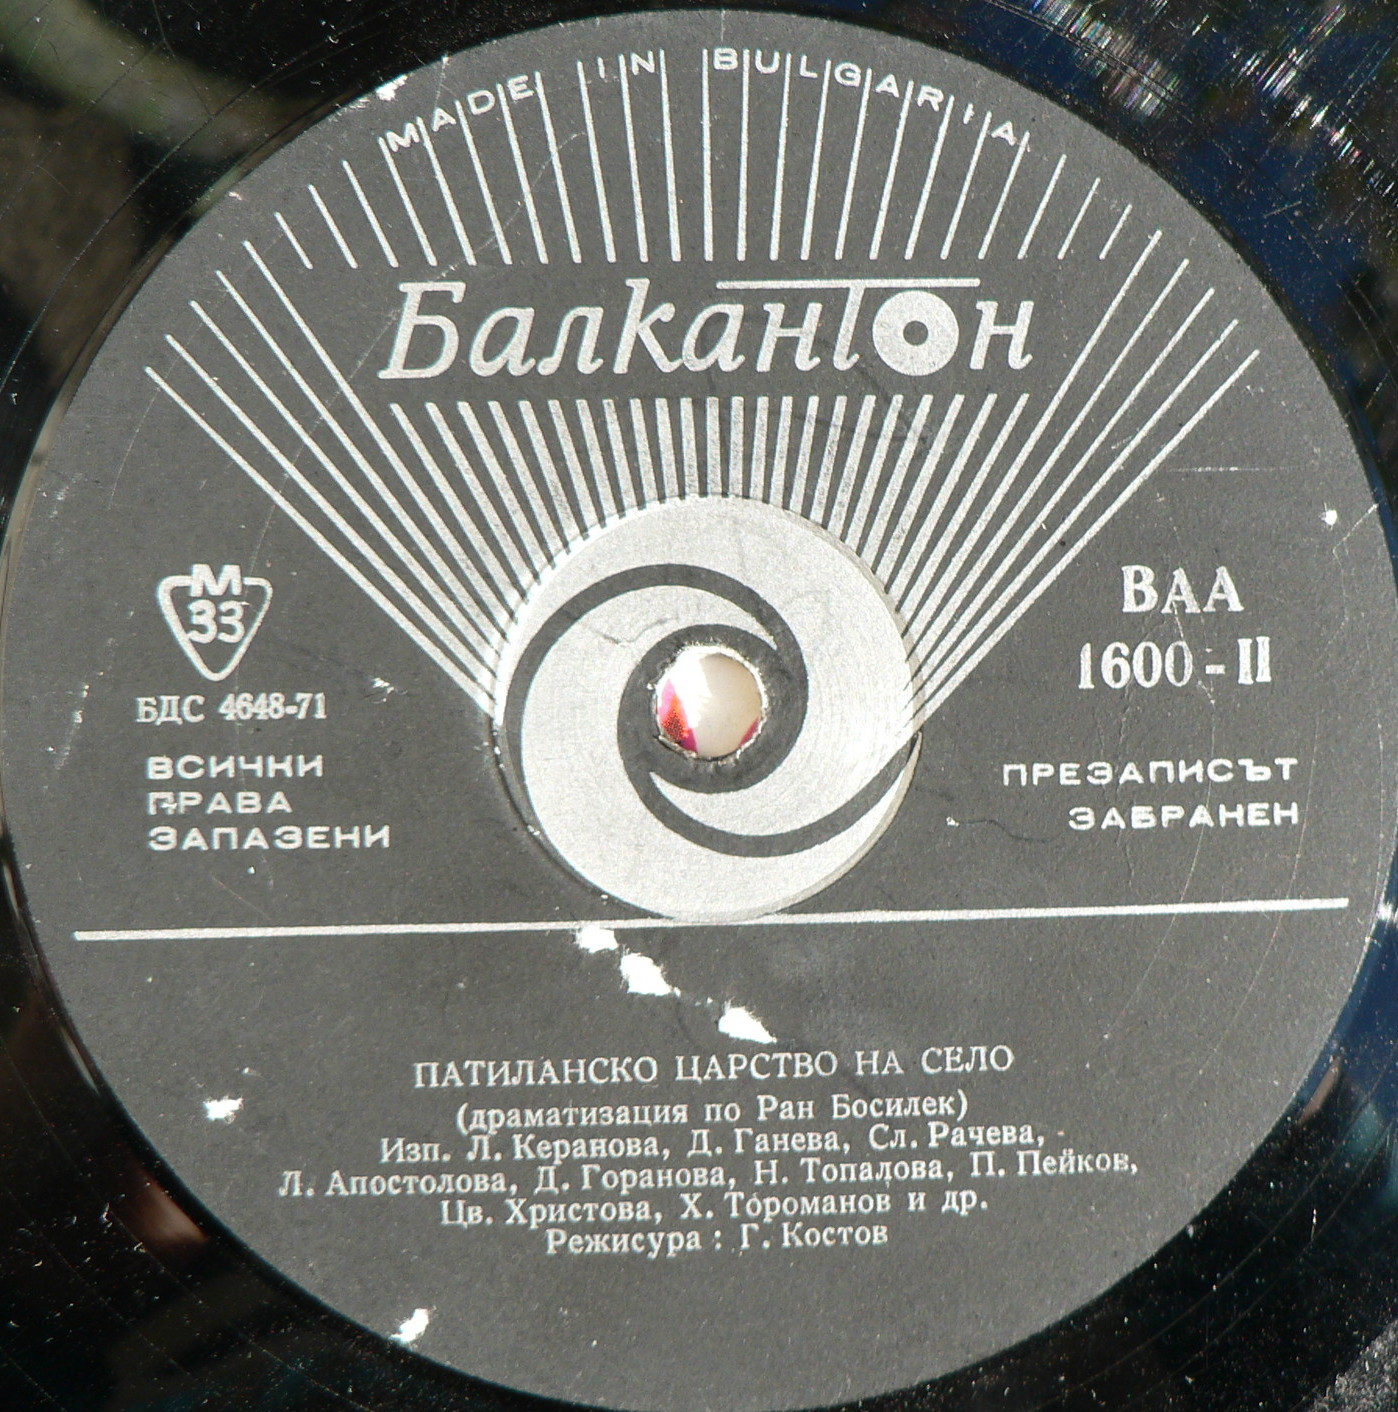 MADE IN BULGARIA
Балкантон
М
33
БДС 4648-71
ВСИЧКИ
ПРАВА
ЗАПАЗЕНИ
ВАА
1600-II
ПРЕЗАПИСЪТ
ЗАБРАНЕН
ПАТИЛАНСКО ЦАРСТВО НА СЕЛО
(драматизация по Ран Босилек)
Изп. Л. Керанова, Д. Ганева, Сл. Рачева,
Л. Апостолова, Д. Горанова, Н. Топалова, П. Пейков,
Цв. Христова, Х. Тороманов и др.
Режисура : Г. Костов